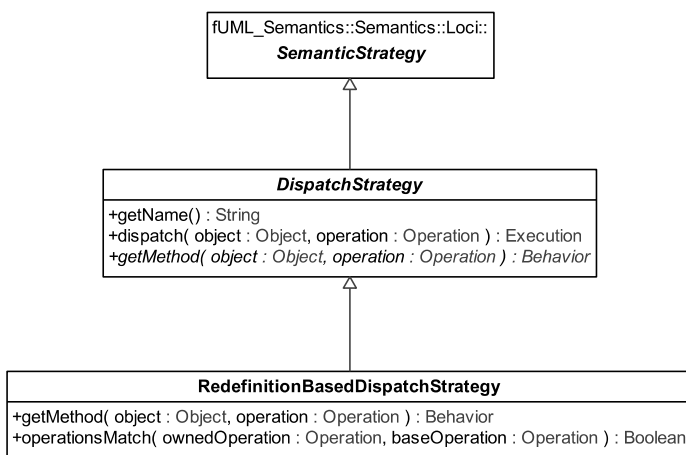 fUML_Semantics::Semantics::Loci::
SemanticStrategy
DispatchStrategy
+getName() : String
+dispatch( object : Object, operation : Operation ) : Execution
+getMethod( object : Object, operation : Operation ) : Behavior
RedefinitionBasedDispatchStrategy
+getMethod( object : Object, operation : Operation ) : Behavior
+operationsMatch( ownedOperation : Operation, baseOperation : Operation ) : Boolean